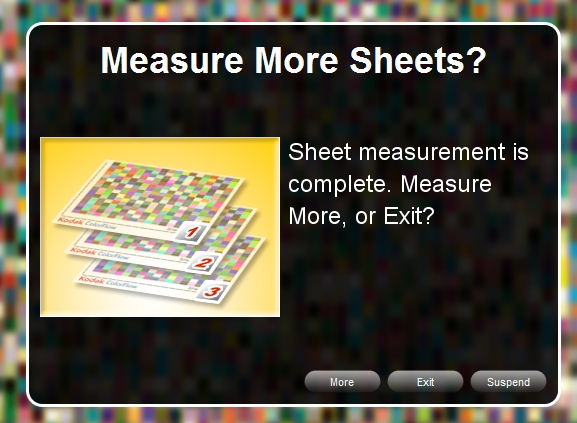 Measure More Sheets?
Sheet measurement is
complete. Measure
More, or Exit?
Kodak Colorflow
1
Kodak Colorflow
2
Kodak Colorflow
3
More
Exit
Suspend